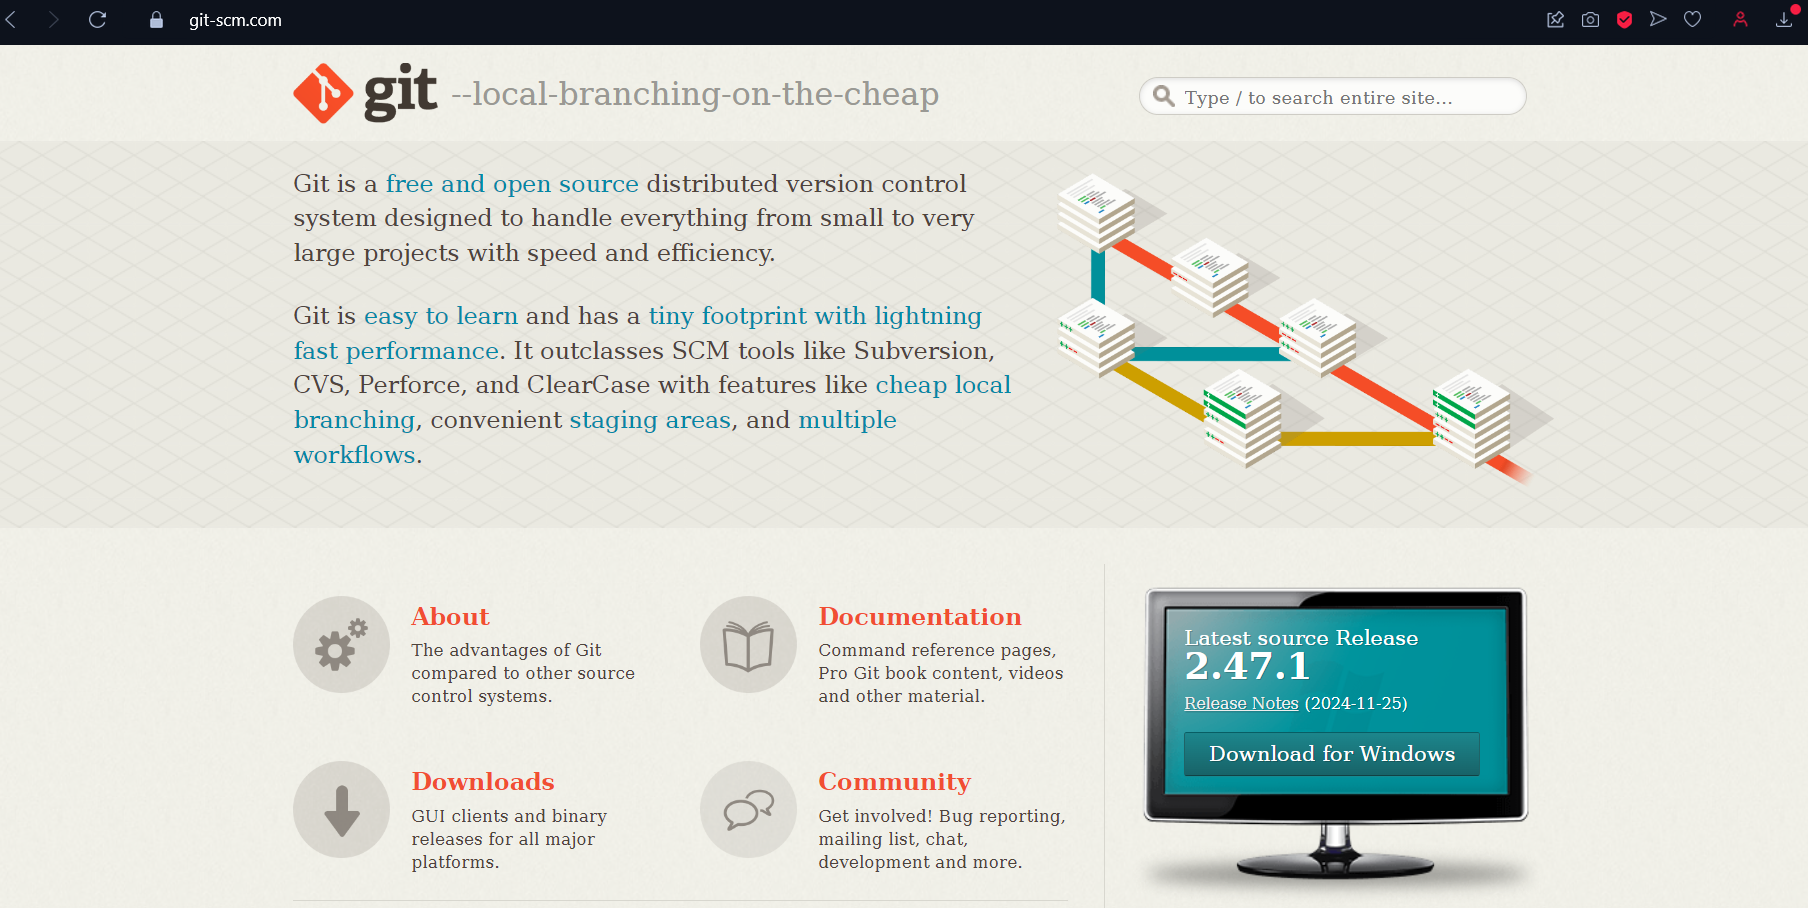 git-scm.com
git --local-branching-on-the-cheap
Type / to search entire site...
Git is a free and open source distributed version control
system designed to handle everything from small to very
large projects with speed and efficiency.
Git is easy to learn and has a tiny footprint with lightning
fast performance. It outclasses SCM tools like Subversion,
CVS, Perforce, and ClearCase with features like cheap local
branching, convenient staging areas, and multiple
workflows.
About
The advantages of Git
compared to other source
control systems.
Documentation
Command reference pages,
Pro Git book content, videos
and other material.
Downloads
GUI clients and binary
releases for all major
platforms.
Community
Get involved! Bug reporting,
mailing list, chat,
development and more.
Latest source Release
2.47.1
Release Notes (2024-11-25)
Download for Windows